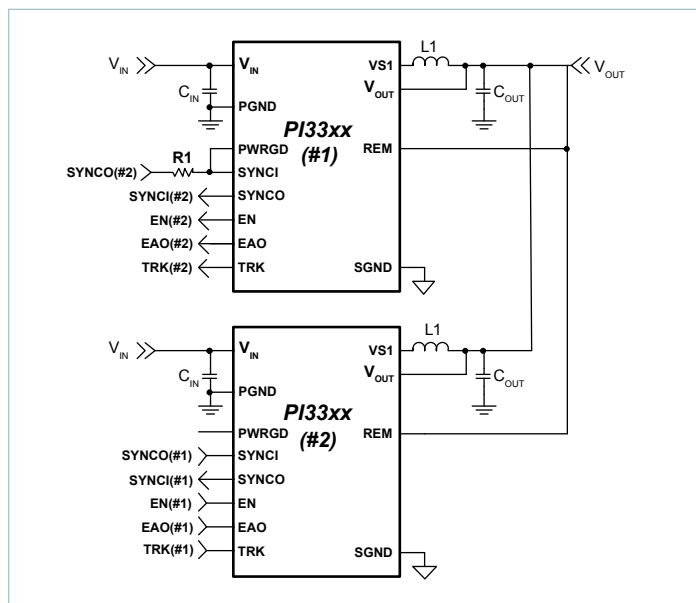 L1
V_IN
V_IN
VS1
V_OUT
V_OUT
C_IN
C_OUT
PGND
PI33xx
(#1)
PWRGD
REM
R1
SYNCO(#2)
SYNCI
SYNCI(#2)
SYNCO
EN(#2)
EN
EAO(#2)
EAO
TRK(#2)
TRK
SGND
L1
V_IN
V_IN
VS1
V_OUT
C_IN
C_OUT
PGND
PI33xx
(#2)
PWRGD
REM
SYNCO(#1)
SYNCI
SYNCI(#1)
SYNCO
EN(#1)
EN
EAO(#1)
EAO
TRK(#1)
TRK
SGND